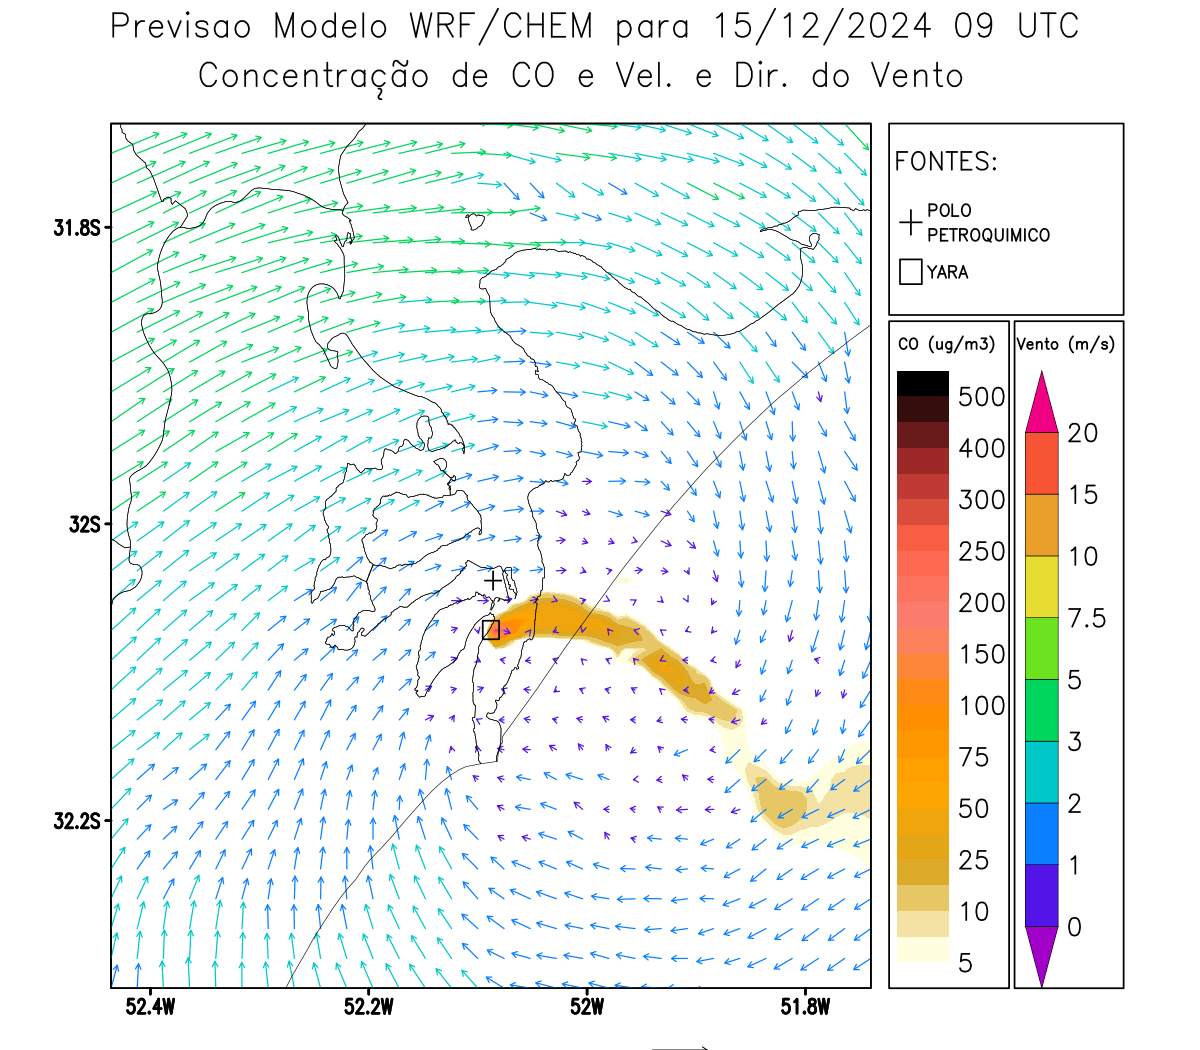 Previsao Modelo WRF/CHEM para 15/12/2024 09 UTC
Concentração de CO e Vel. e Dir. do Vento
FONTES:
POLO
PETROQUIMICO
YARA
CO (ug/m3)
500
400
300
250
200
150
100
75
50
25
10
5
Vento (m/s)
20
15
10
7.5
5
3
2
1
0
31.8S
32S
32.2S
52.4W
52.2W
52W
51.8W